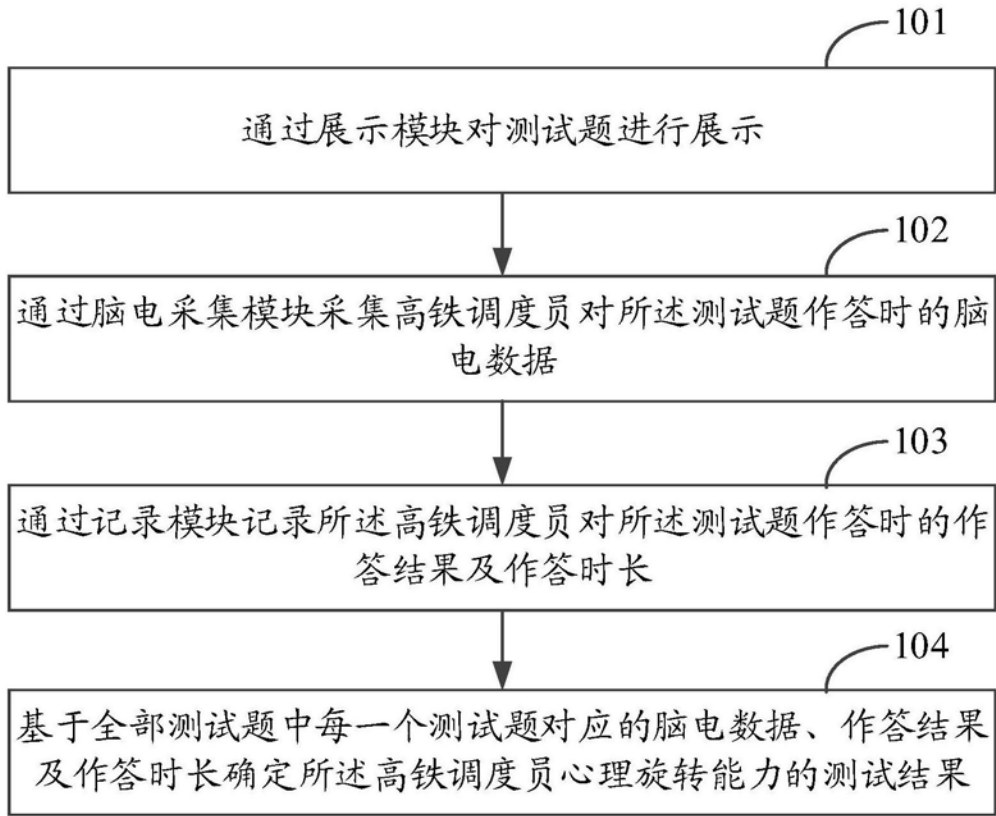 101
通过展示模块对测试题进行展示
102
通过脑电采集模块采集高铁调度员对所述测试题作答时的脑
电数据
103
通过记录模块记录所述高铁调度员对所述测试题作答时的作
答结果及作答时长
104
基于全部测试题中每一个测试题对应的脑电数据、作答结果
及作答时长确定所述高铁调度员心理旋转能力的测试结果